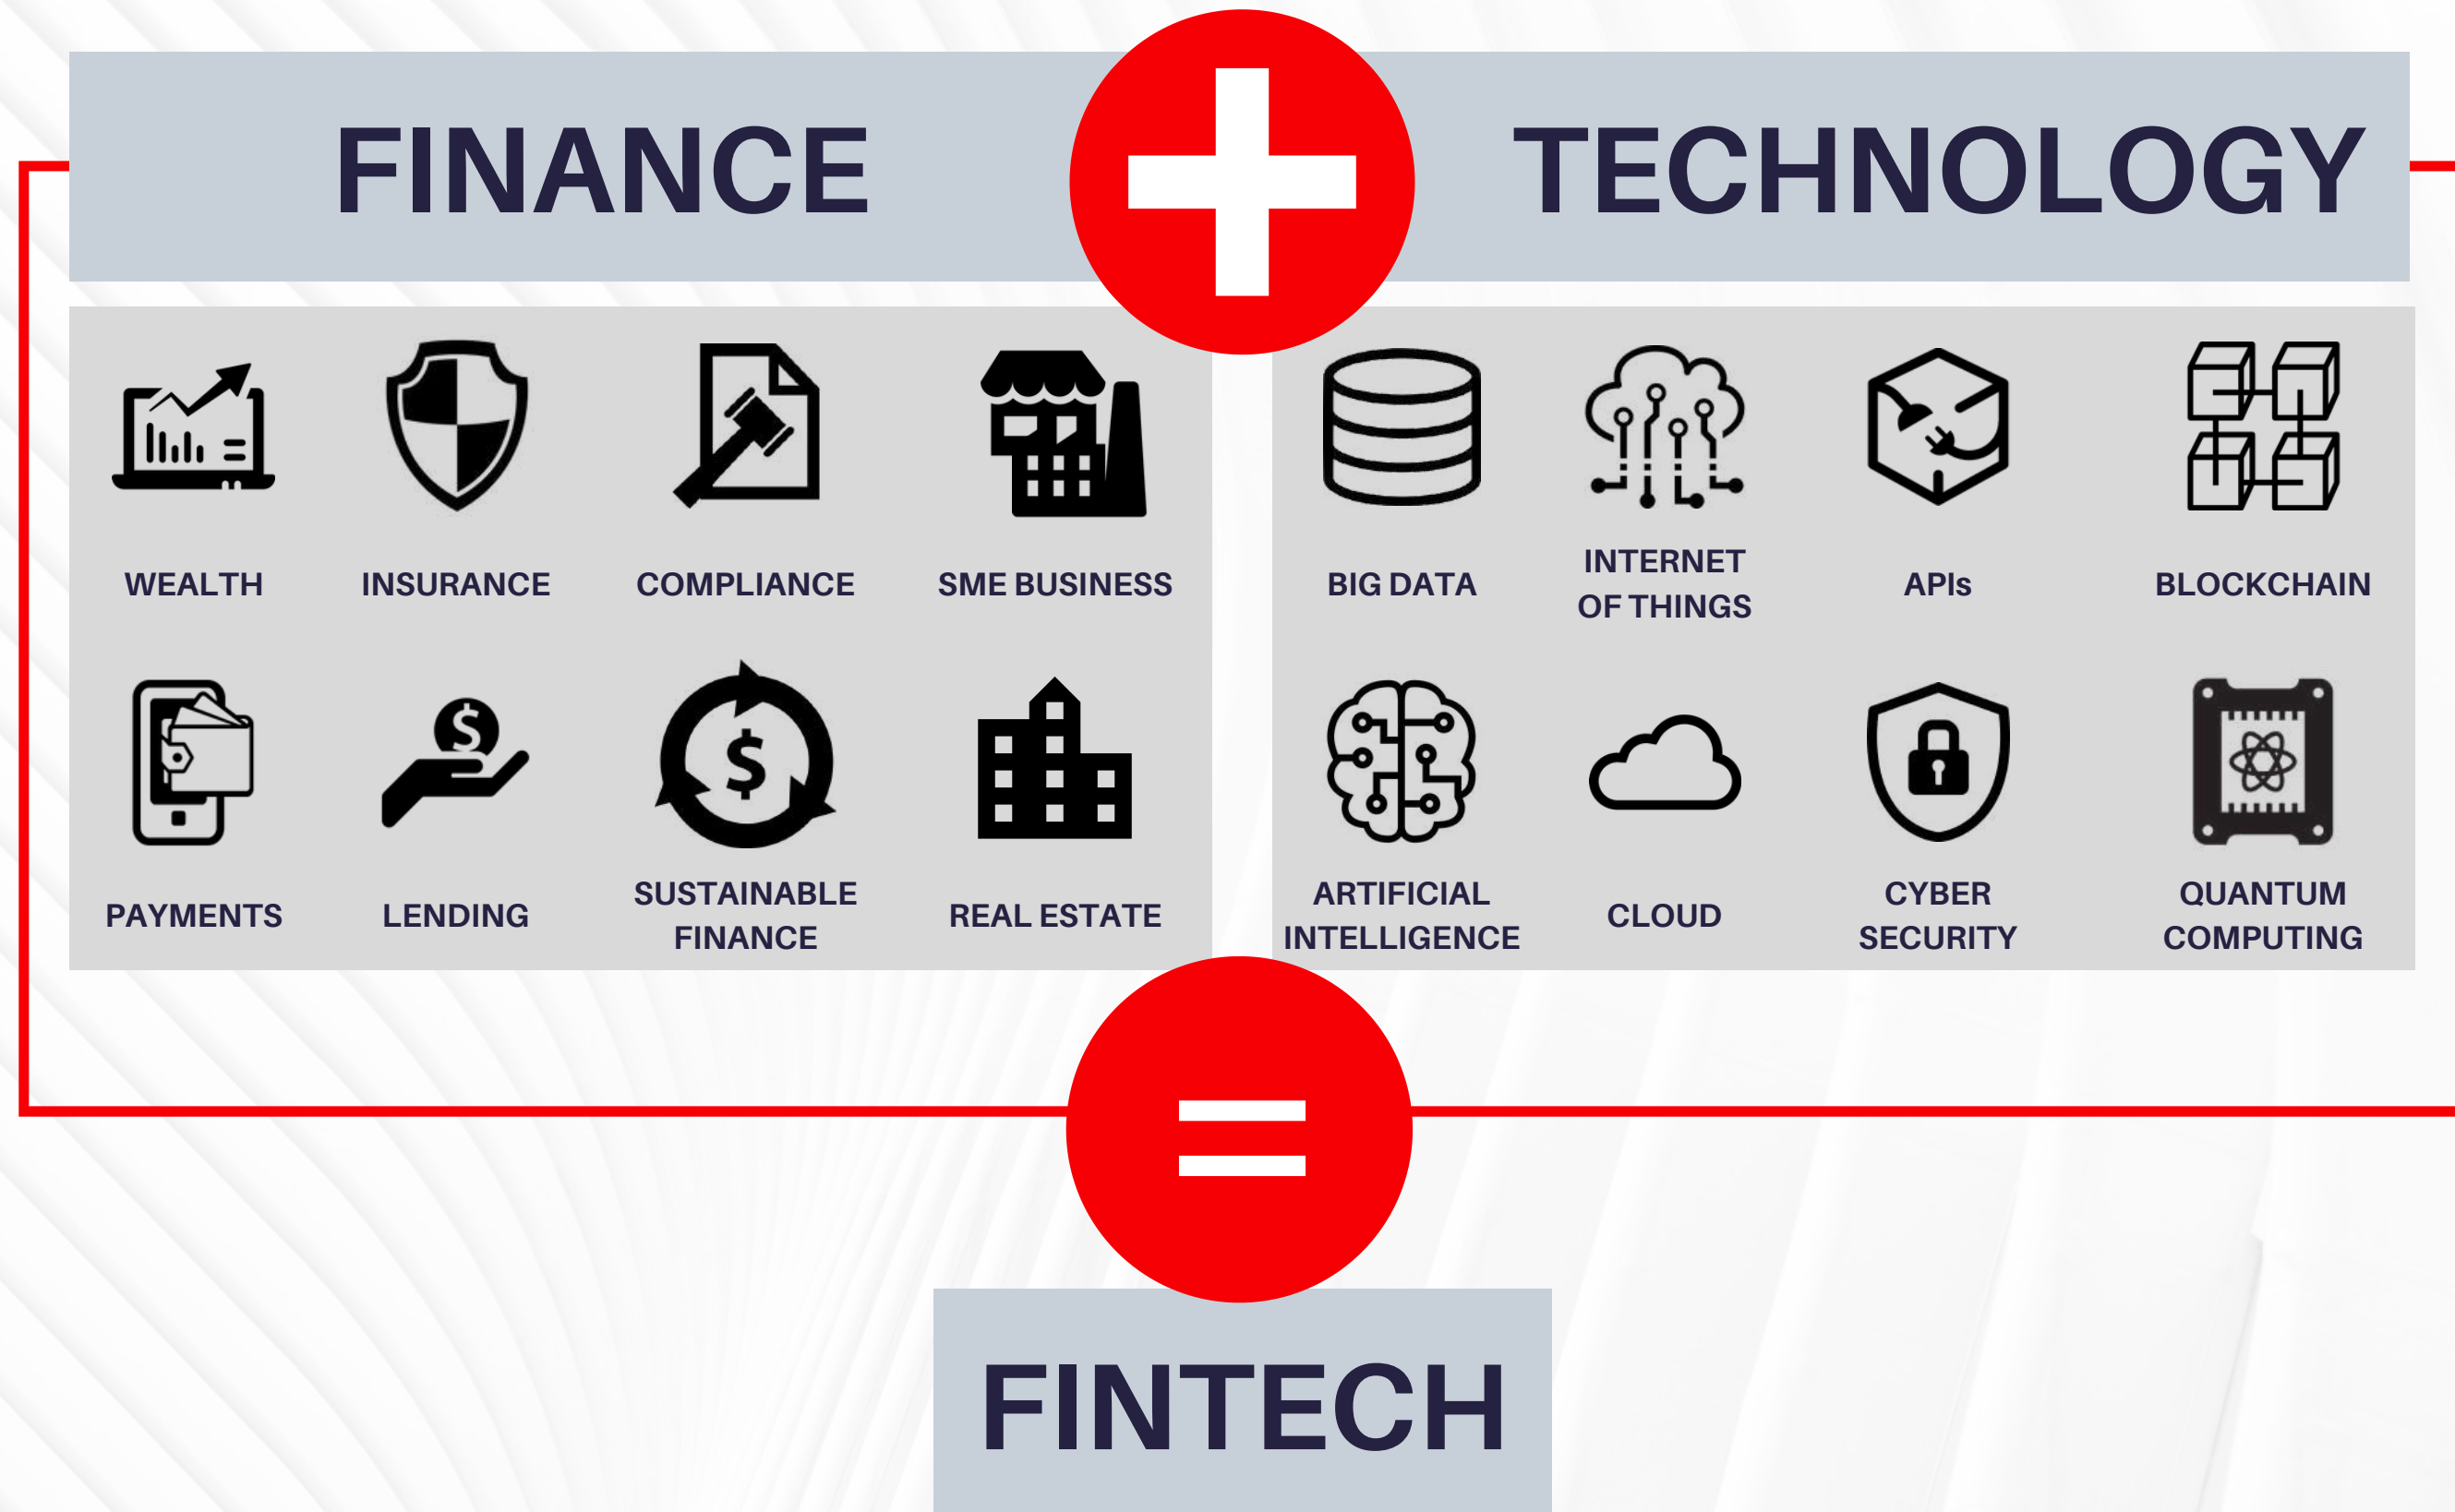 FINANCE
TECHNOLOGY
WEALTH
INSURANCE
COMPLIANCE
SME BUSINESS
PAYMENTS
LENDING
SUSTAINABLE
FINANCE
REAL ESTATE
BIG DATA
INTERNET
OF THINGS
APIs
BLOCKCHAIN
ARTIFICIAL
INTELLIGENCE
CLOUD
CYBER
SECURITY
QUANTUM
COMPUTING
=
FINTECH